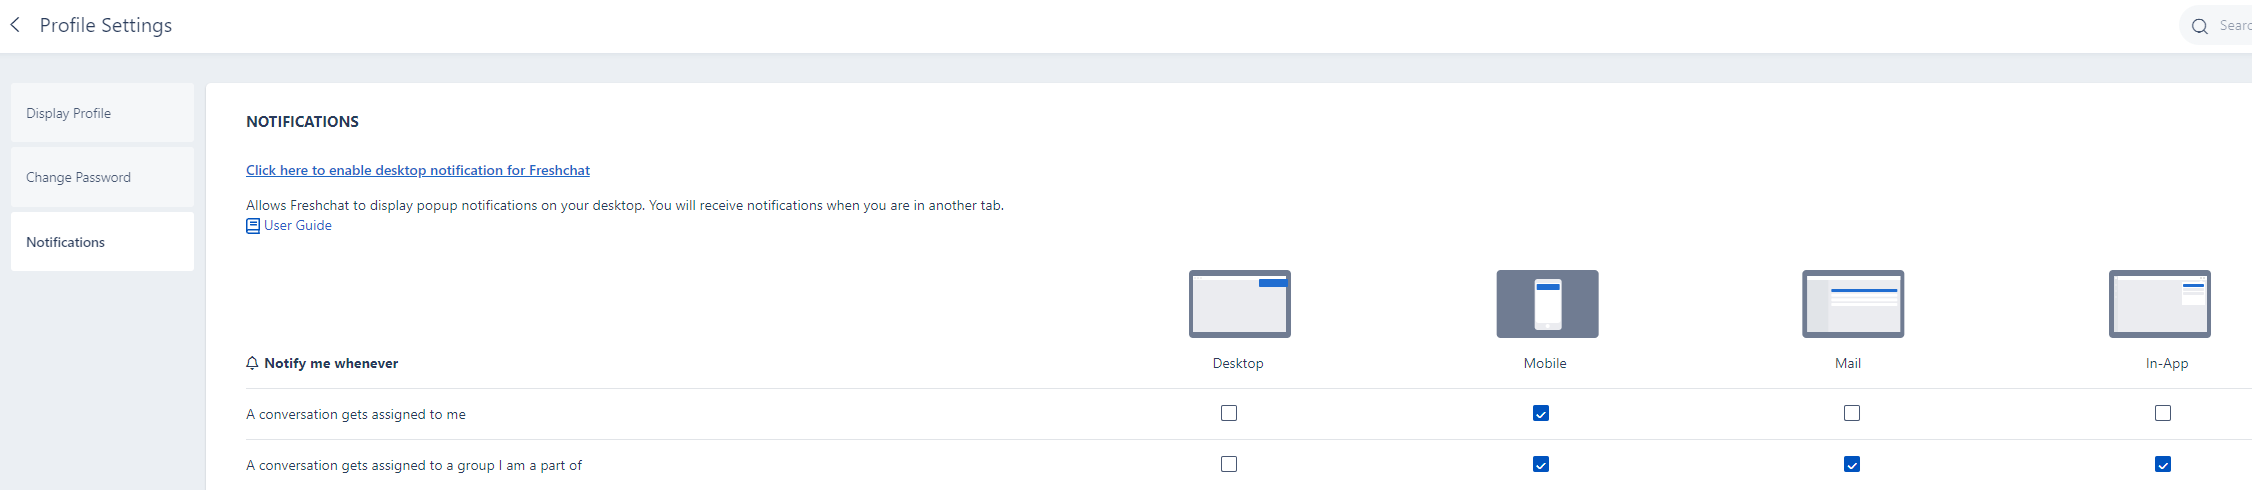 Profile Settings
Display Profile
Change Password
Notifications
NOTIFICATIONS
Click here to enable desktop notification for Freshchat
Allows Freshchat to display popup notifications on your desktop. You will receive notifications when you are in another tab.
User Guide
Notify me whenever Desktop Mobile Mail In-App
A conversation gets assigned to me
A conversation gets assigned to a group I am a part of